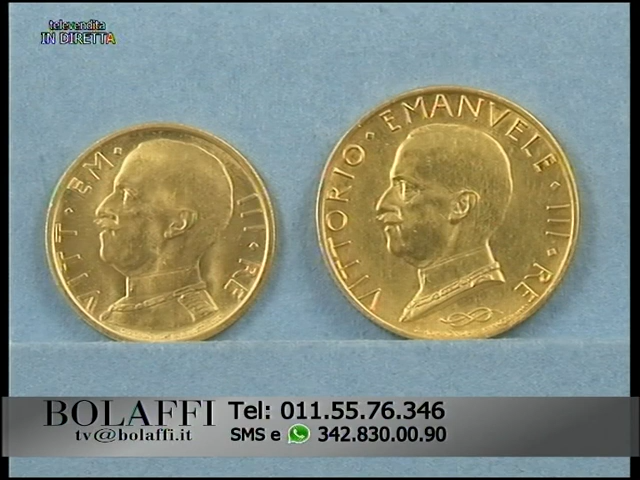 televendita
IN DIRETTA
VITT · EM · III · RE
VITTORIO · EMANVELE · III · RE
BOLAFFI
tv@bolaffi.it
Tel: 011.55.76.346
SMS e 342.830.00.90